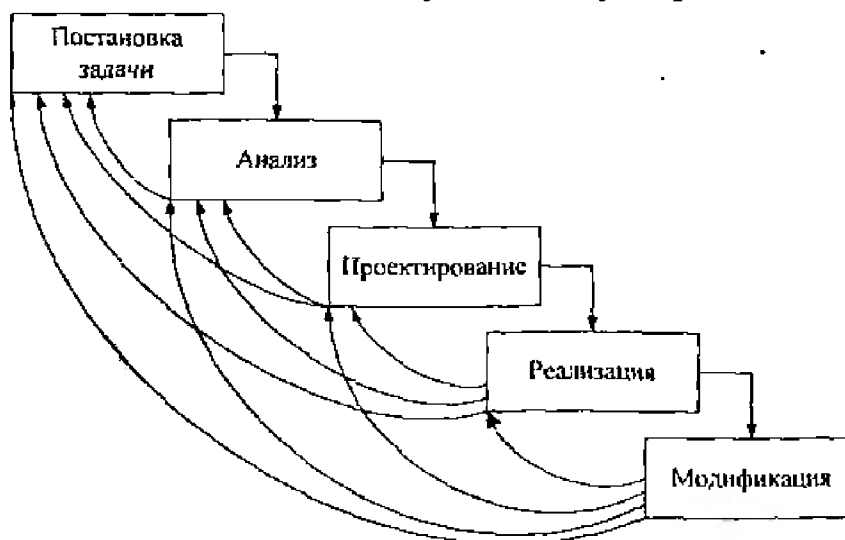 Постановка
задачи
Анализ
Проектирование
Реализация
Модификация